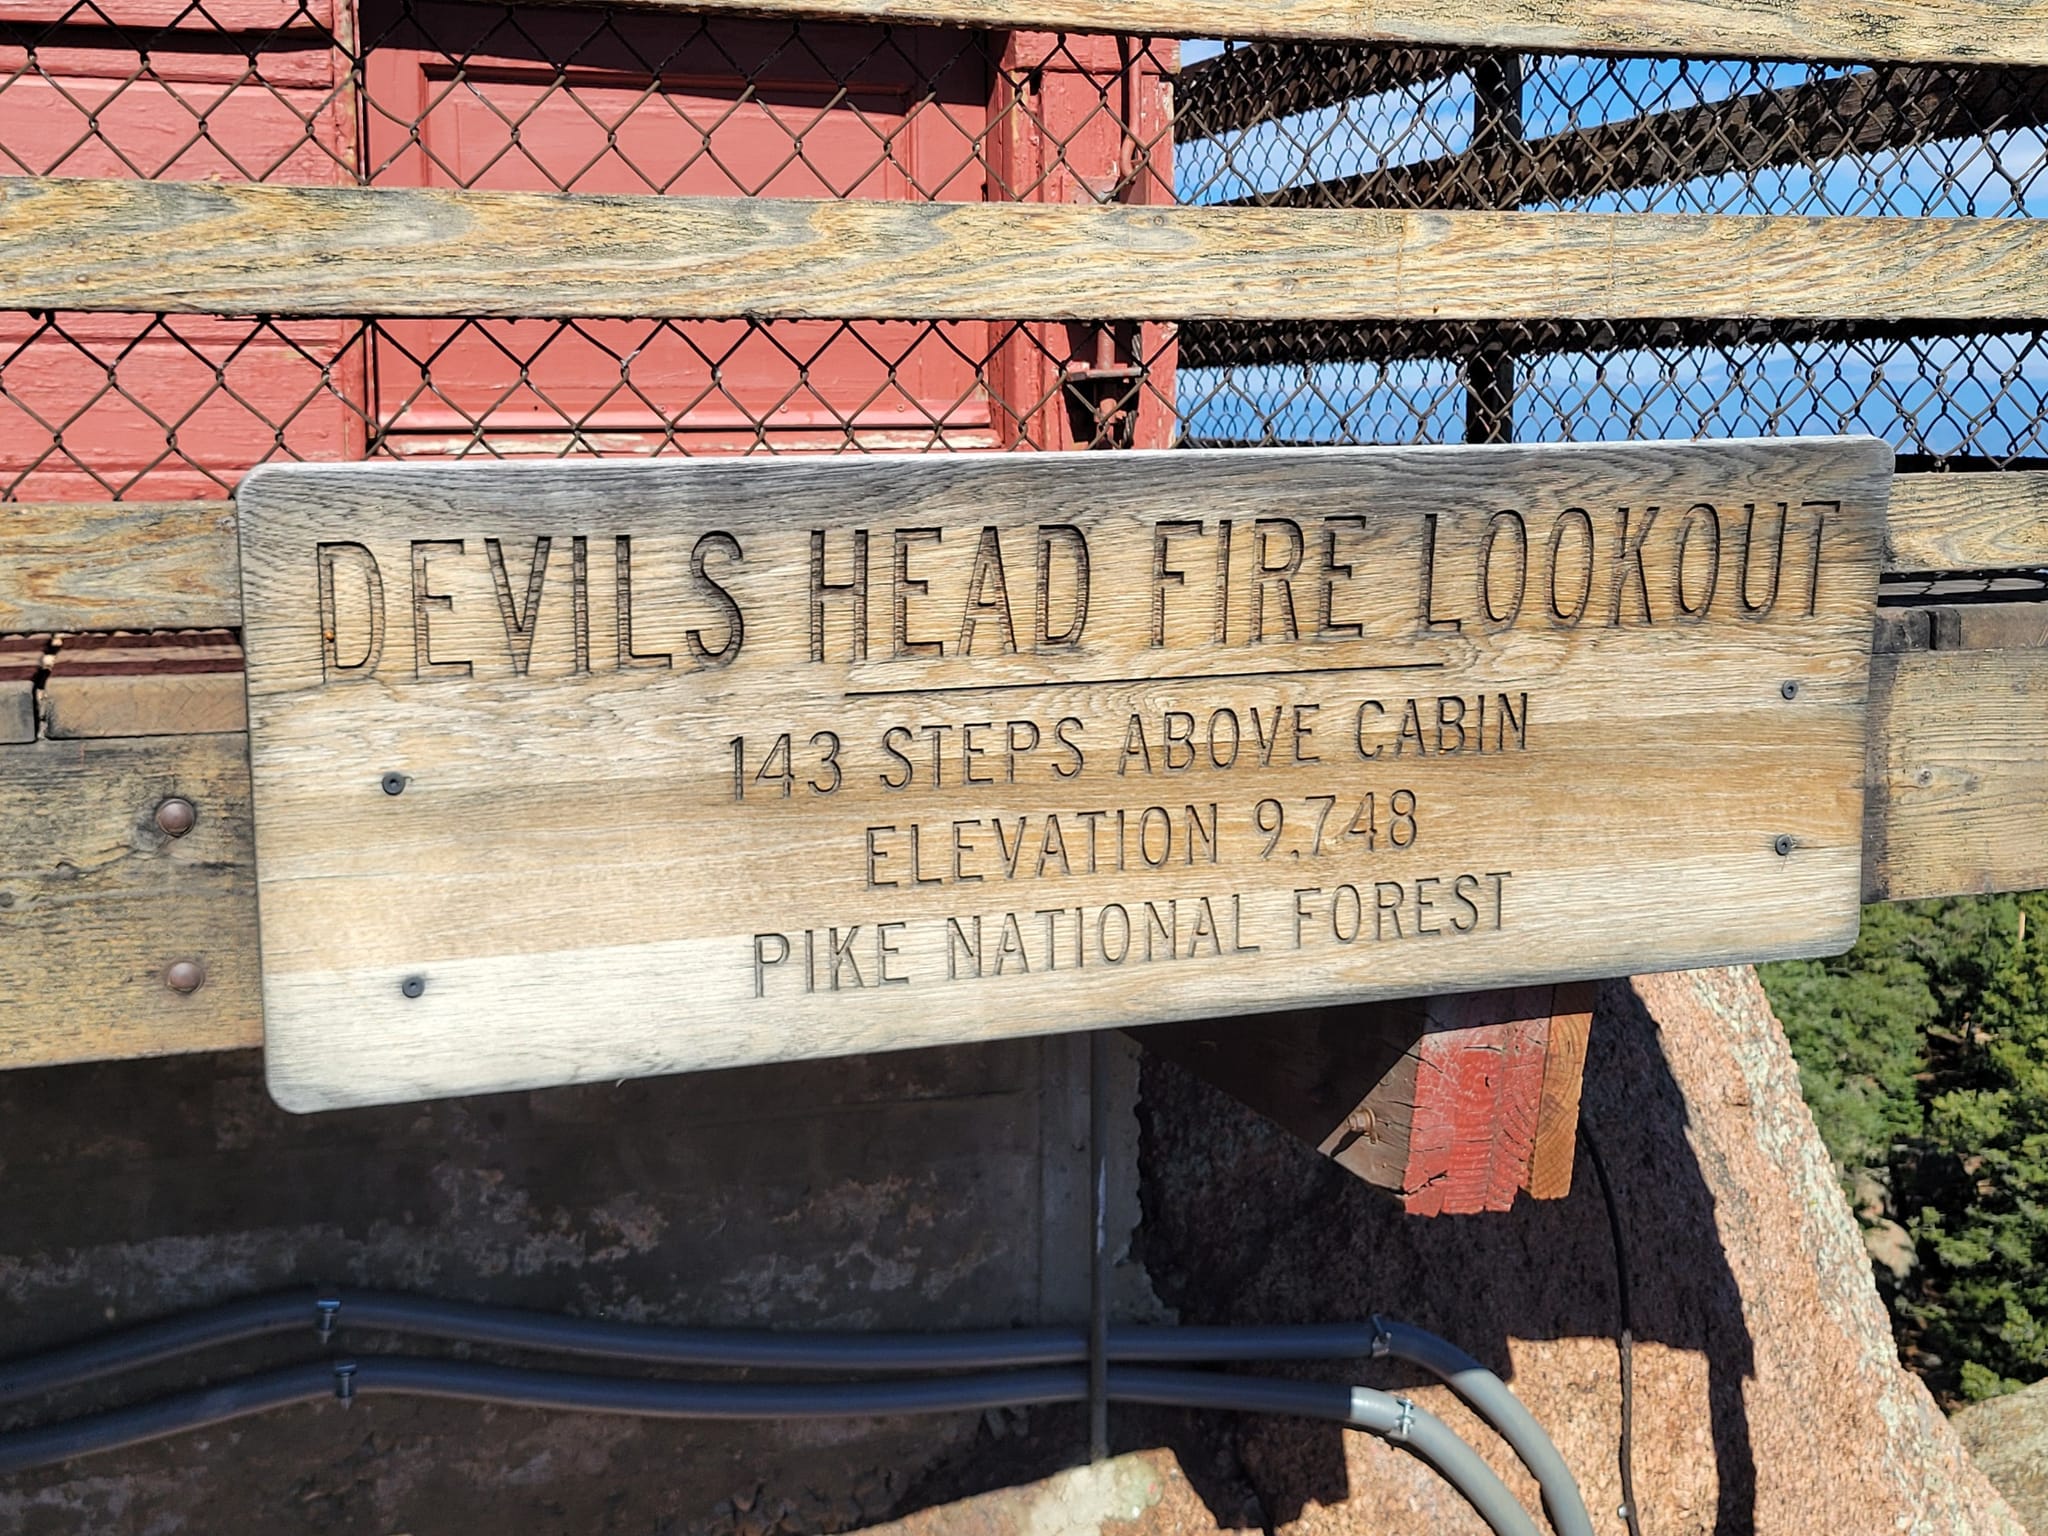 DEVILS HEAD FIRE LOOKOUT
143 STEPS ABOVE CABIN
ELEVATION 9,748
PIKE NATIONAL FOREST